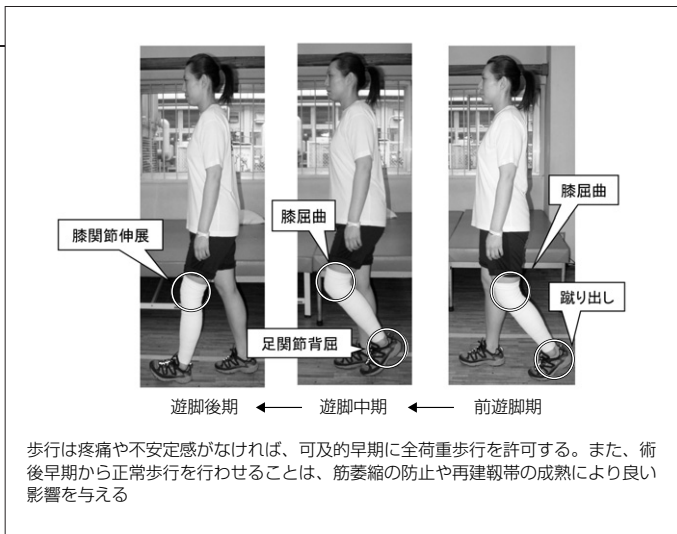 膝関節伸展
膝屈曲
足関節背屈
膝屈曲
蹴り出し
遊脚後期 ← 遊脚中期 ← 前遊脚期
歩行は疼痛や不安定感がなければ、可及的早期に全荷重歩行を許可する。また、術
後早期から正常歩行を行わせることは、筋萎縮の防止や再建靱帯の成熟により良い
影響を与える